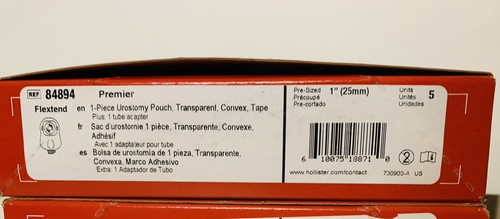 REF 84894 Premier
Flextend en 1-Piece Urostomy Pouch, Transparent, Convex, Tape
Plus: 1 tube adapter
fr Sac d'urostomie 1 pièce, Transparente, Convexe,
Adhésif
Avec 1 adaptateur pour tube
es Bolsa de urostomía de 1 pieza, Transparente,
Convexa, Marco Adhesivo
Extra: 1 Adaptador de Tubo
Pre-Sized 1" (25mm)
Précoupé
Pre-cortado
Units
Unités 5
Unidades
6 10075 18871 0
2
www.hollister.com/contact 730900-A US